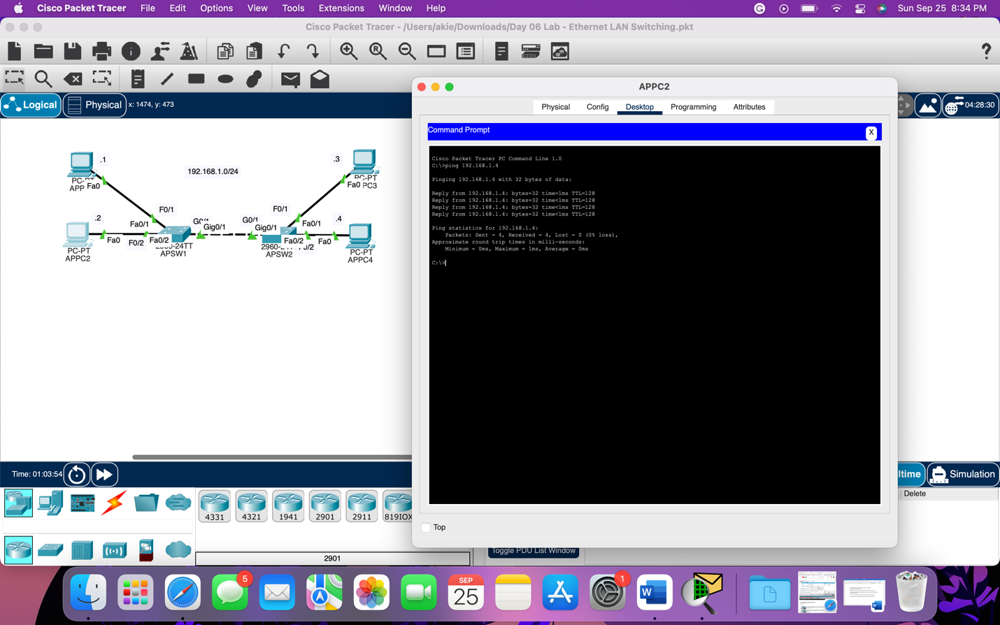 Cisco Packet Tracer File Edit Options View Tools Extensions Window Help Sun Sep 25 8:34 PM
Cisco Packet Tracer - /Users/akie/Downloads/Day 06 Lab - Ethernet LAN Switching.pkt
Logical Physical x: 1474, y: 473
04:28:30
APPC2
Physical Config Desktop Programming Attributes
Command Prompt
X
Cisco Packet Tracer PC Command Line 1.0
C:\>ping 192.168.1.4
Pinging 192.168.1.4 with 32 bytes of data:
Reply from 192.168.1.4: bytes=32 time=1ms TTL=128
Reply from 192.168.1.4: bytes=32 time<1ms TTL=128
Reply from 192.168.1.4: bytes=32 time<1ms TTL=128
Reply from 192.168.1.4: bytes=32 time<1ms TTL=128
Ping statistics for 192.168.1.4:
Packets: Sent = 4, Received = 4, Lost = 0 (0% loss),
Approximate round trip times in milli-seconds:
Minimum = 0ms, Maximum = 1ms, Average = 0ms
C:\>
Top
.1
192.168.1.0/24
.3
PC-PT
APP Fa0
PC-PT
Fa0 PC3
F0/1
F0/1
.2
Fa0/1
G0/1
Gig0/1
G0/1
Gig0/1
Fa0/1
.4
Fa0
F0/2
Fa0/2
Fa0/2
Fa0
PC-PT
APPC2
2960-24TT
APSW1
APSW2
PC-PT
APPC4
Time: 01:03:54
ltime
Simulation
Delete
4331 4321 1941 2901 2911 819IOX
2901
Toggle PDU List Window
5
SEP
25
1
W